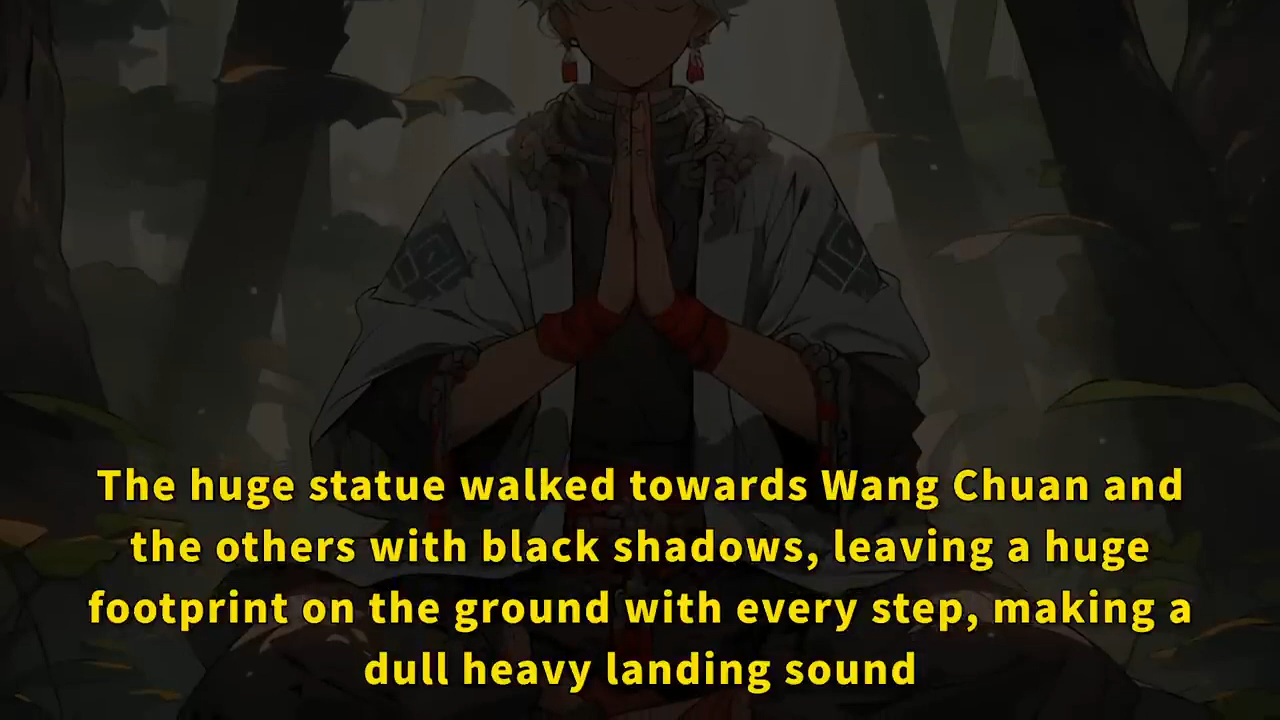 The huge statue walked towards Wang Chuan and
the others with black shadows, leaving a huge
footprint on the ground with every step, making a
dull heavy landing sound